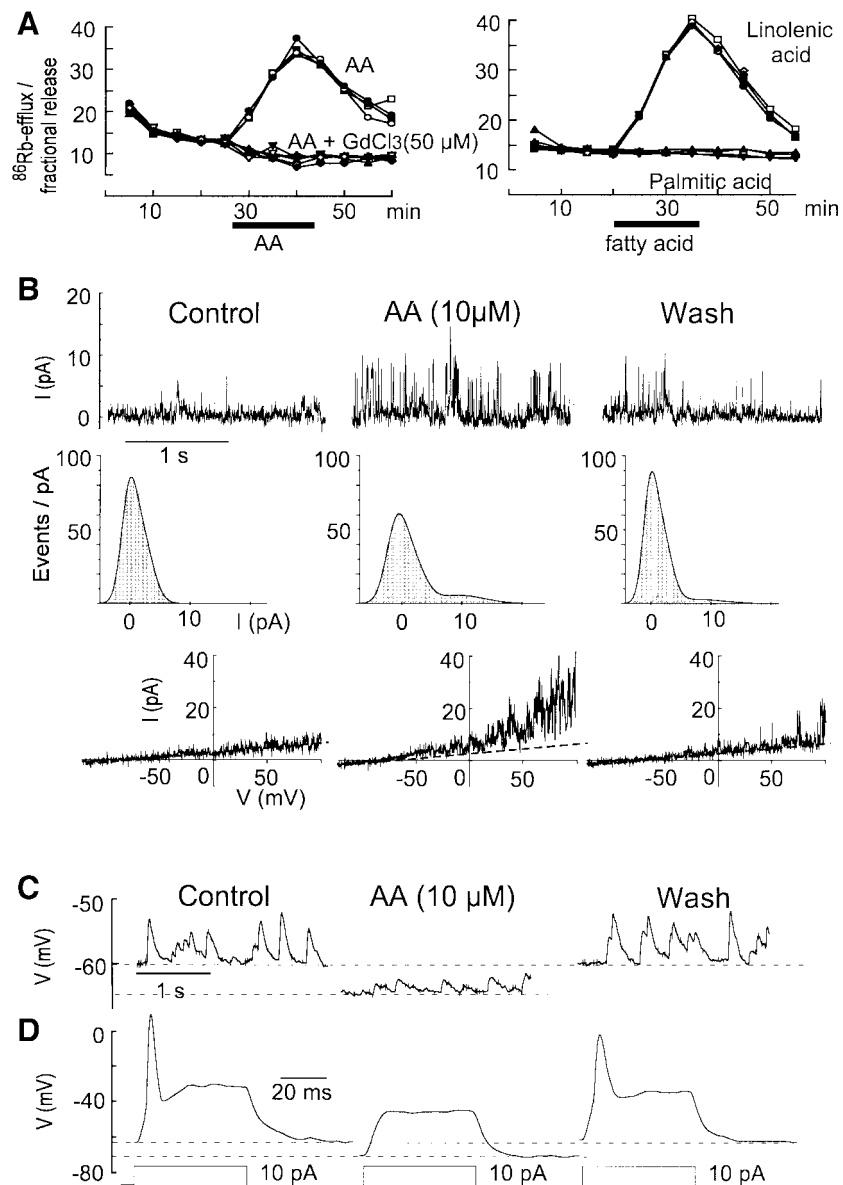 A
⁸⁶Rb-efflux /
fractional release
40
30
20
10
AA
AA + GdCl3(50 µM)
10
30
50
min
AA
40
30
20
10
Linolenic
acid
Palmitic acid
10
30
50
min
fatty acid
B
I (pA)
20
10
0
Control
AA (10µM)
Wash
1 s
Events / pA
100
50
0
10
I (pA)
100
50
0
10
100
50
0
10
I (pA)
40
20
-50
0
50
V (mV)
40
20
-50
0
50
40
20
-50
0
50
C
V (mV)
-50
-60
Control
AA (10 µM)
Wash
1 s
D
V (mV)
0
-40
-80
20 ms
10 pA
10 pA
10 pA